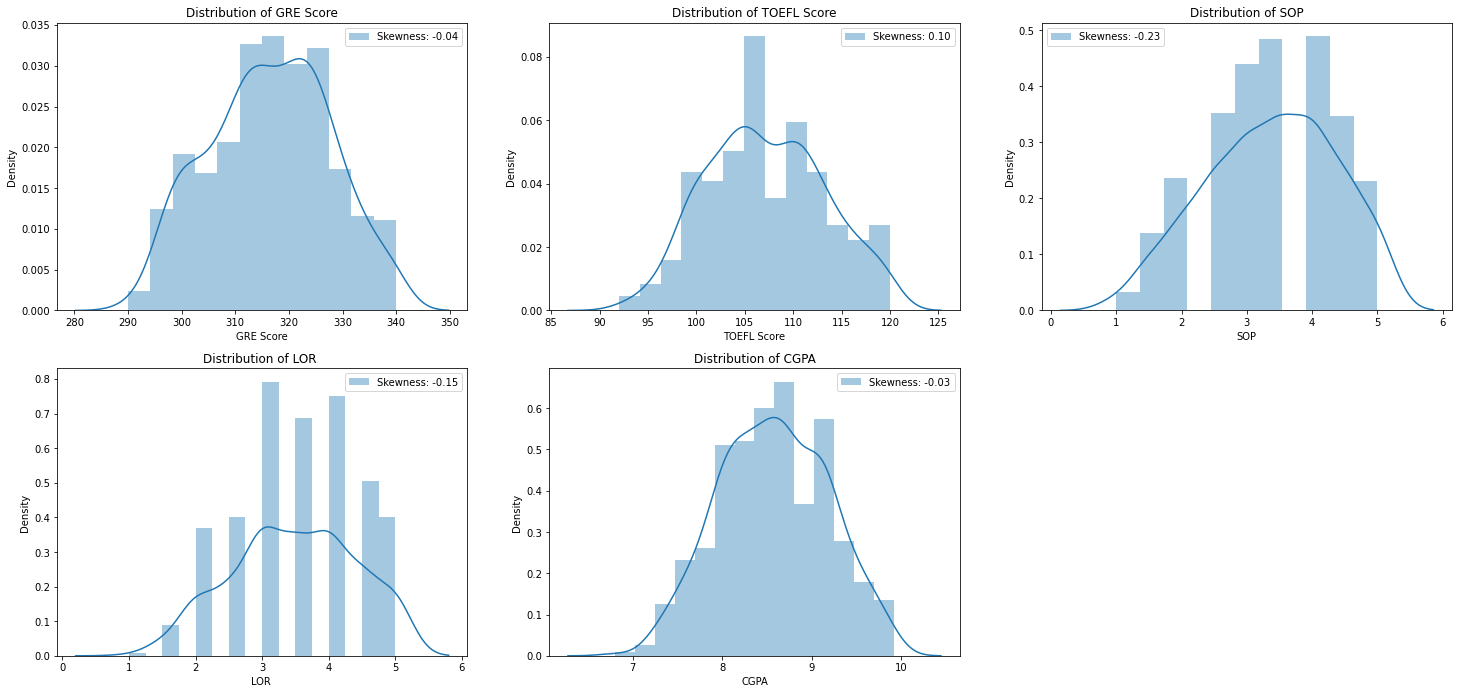 Distribution of GRE Score
Skewness: -0.04
0.035
0.030
0.025
0.020
0.015
0.010
0.005
0.000
Density
280 290 300 310 320 330 340 350
GRE Score
Distribution of TOEFL Score
Skewness: 0.10
0.08
0.06
0.04
0.02
0.00
Density
85 90 95 100 105 110 115 120 125
TOEFL Score
Distribution of SOP
Skewness: -0.23
0.5
0.4
0.3
0.2
0.1
0.0
Density
0 1 2 3 4 5 6
SOP
Distribution of LOR
Skewness: -0.15
0.8
0.7
0.6
0.5
0.4
0.3
0.2
0.1
0.0
Density
0 1 2 3 4 5 6
LOR
Distribution of CGPA
Skewness: -0.03
0.6
0.5
0.4
0.3
0.2
0.1
0.0
Density
7 8 9 10
CGPA